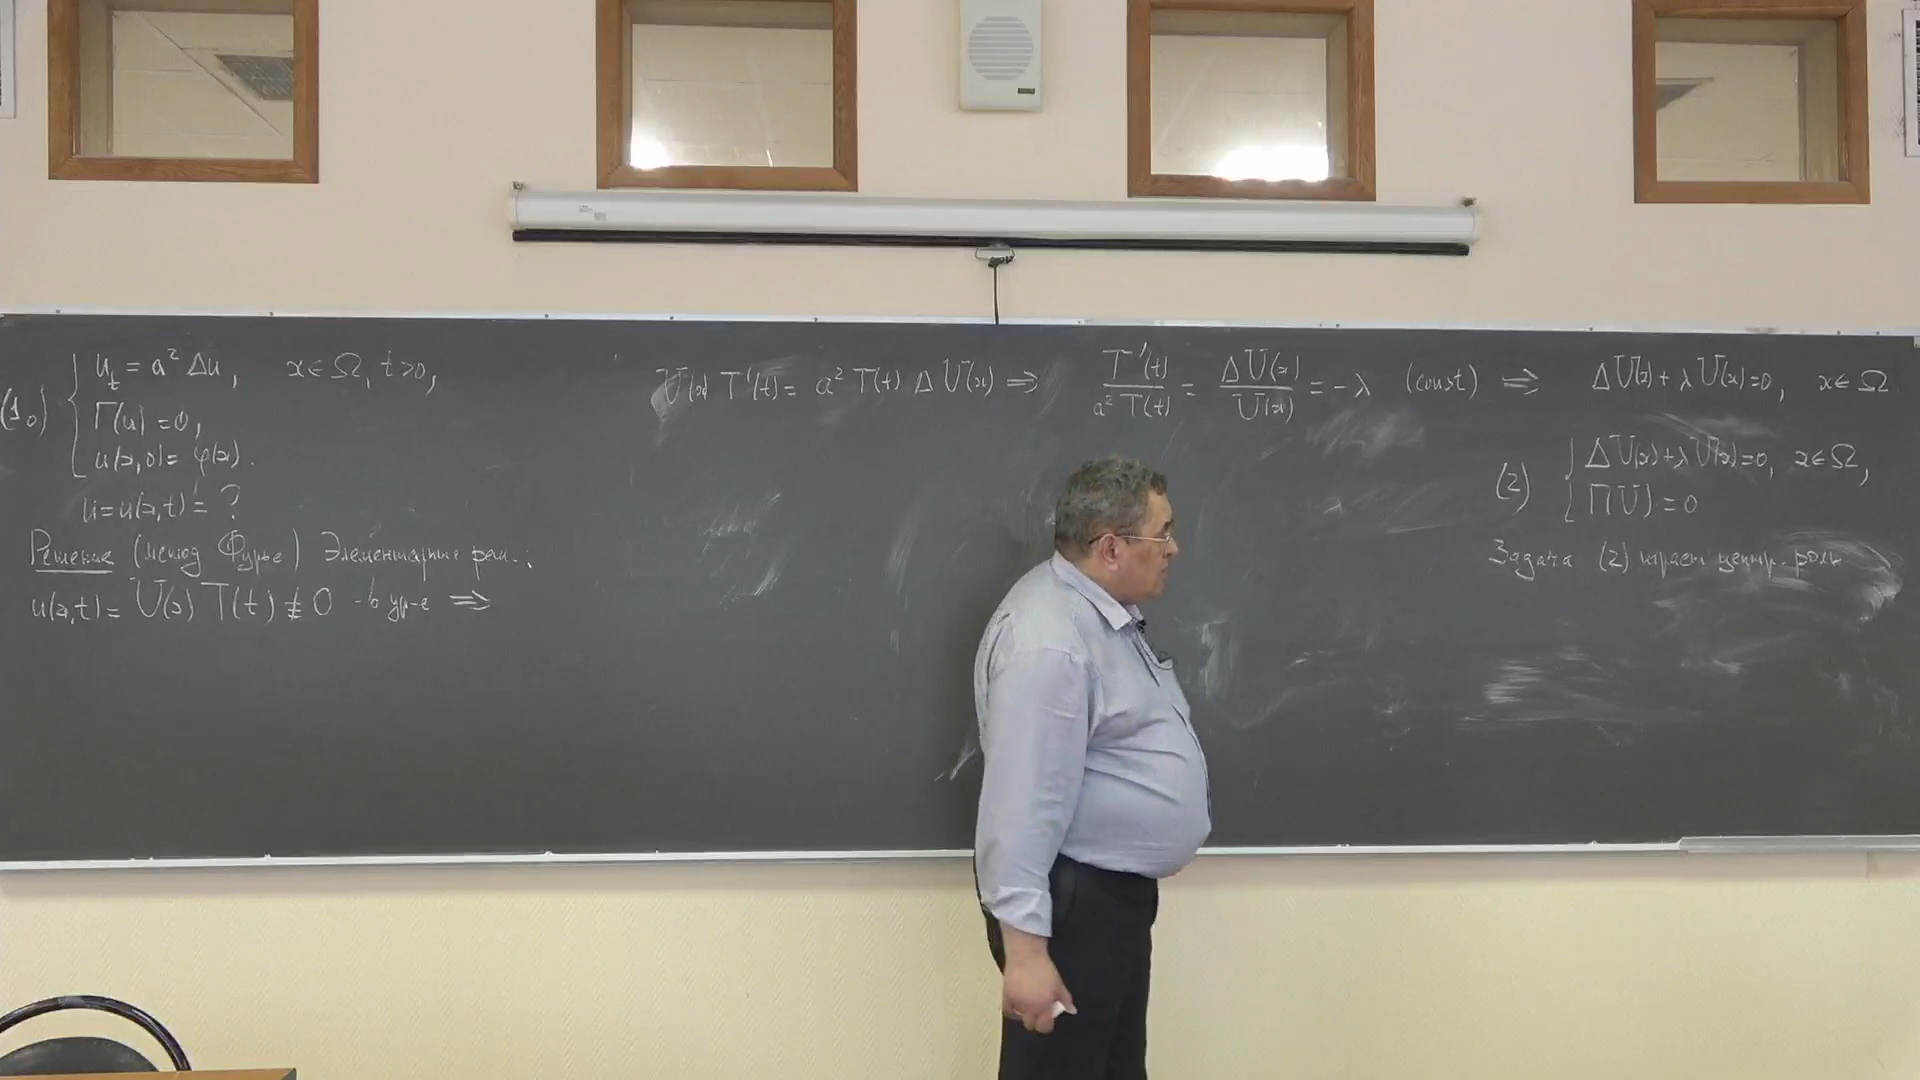 (1₀) { u_t = a² Δu, x ∈ Ω, t>0,
Γ(u) = 0,
u(x,0) = φ(x).
u = u(x,t) = ?
Решение (метод Фурье) Элементарные реш.:
u(x,t) = U(x) T(t) ≢ 0 - в ур-е ⇒
U(x) T'(t) = a² T(t) Δ U(x) ⇒ T'(t) / a² T(t) = ΔU(x) / U(x) = -λ (const) ⇒ ΔU(x) + λU(x) = 0, x ∈ Ω
(2) { ΔU(x) + λU(x) = 0, x ∈ Ω,
Γ(U) = 0
Задача (2) играет центр. роль